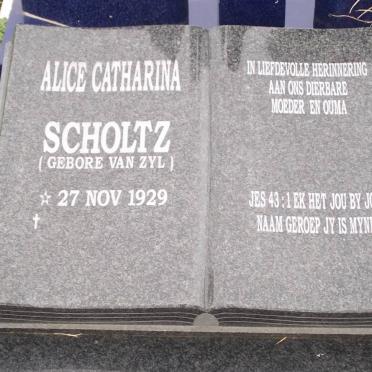 ALICE CATHARINA
SCHOLTZ
( GEBORE VAN ZYL )
☆ 27 NOV 1929
†
IN LIEFDEVOLLE HERINNERING
AAN ONS DIERBARE
MOEDER EN OUMA
JES 43 : 1 EK HET JOU BY
NAAM GEROEP JY IS